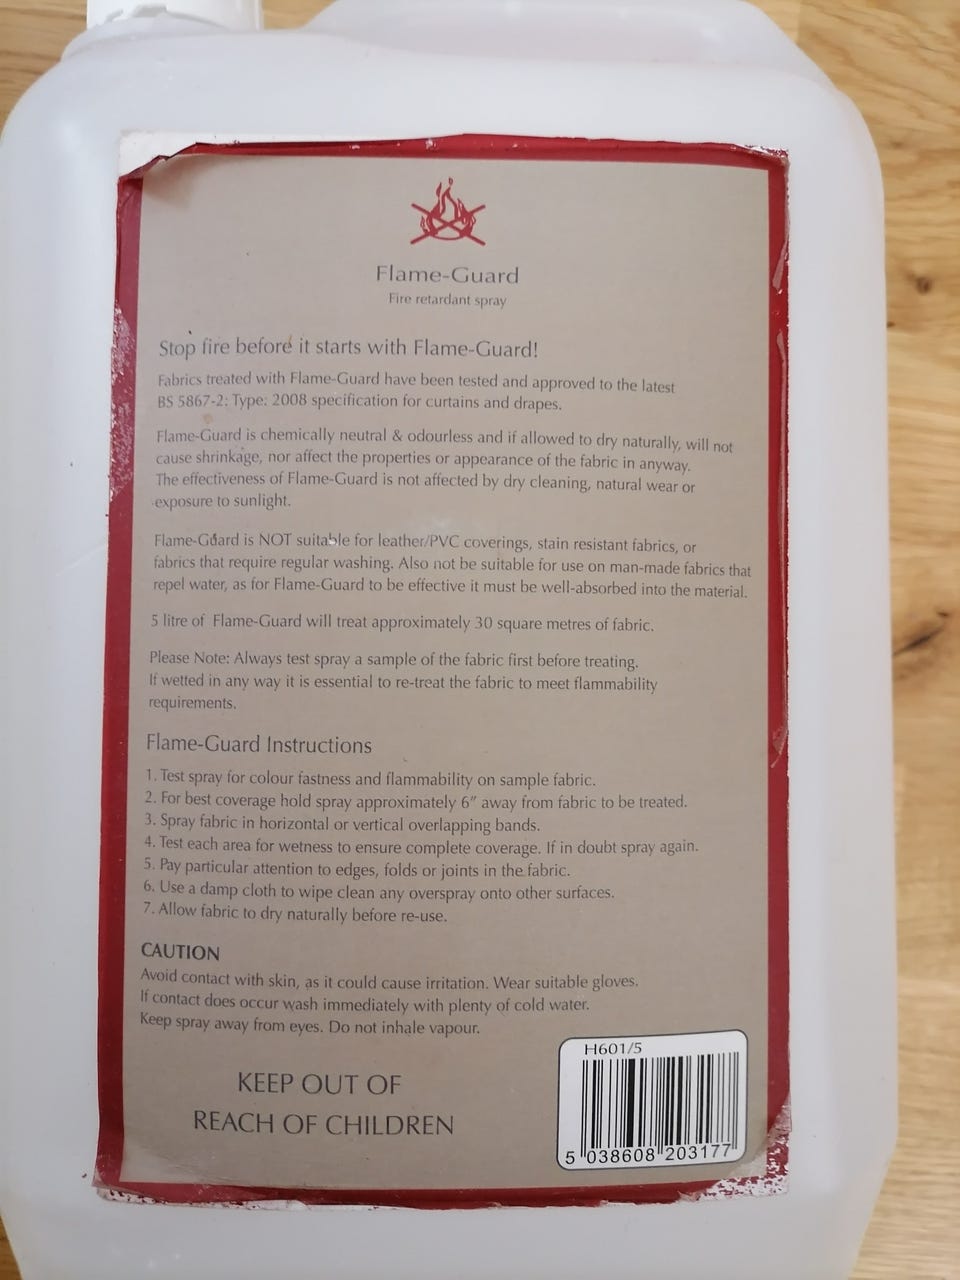 Flame-Guard
Fire retardant spray
Stop fire before it starts with Flame-Guard!
Fabrics treated with Flame-Guard have been tested and approved to the latest
BS 5867-2: Type: 2008 specification for curtains and drapes.
Flame-Guard is chemically neutral & odourless and if allowed to dry naturally, will not
cause shrinkage, nor affect the properties or appearance of the fabric in anyway.
The effectiveness of Flame-Guard is not affected by dry cleaning, natural wear or
exposure to sunlight.
Flame-Guard is NOT suitable for leather/PVC coverings, stain resistant fabrics, or
fabrics that require regular washing. Also not be suitable for use on man-made fabrics that
repel water, as for Flame-Guard to be effective it must be well-absorbed into the material.
5 litre of Flame-Guard will treat approximately 30 square metres of fabric.
Please Note: Always test spray a sample of the fabric first before treating.
If wetted in any way it is essential to re-treat the fabric to meet flammability
requirements.
Flame-Guard Instructions
1. Test spray for colour fastness and flammability on sample fabric.
2. For best coverage hold spray approximately 6″ away from fabric to be treated.
3. Spray fabric in horizontal or vertical overlapping bands.
4. Test each area for wetness to ensure complete coverage. If in doubt spray again.
5. Pay particular attention to edges, folds or joints in the fabric.
6. Use a damp cloth to wipe clean any overspray onto other surfaces.
7. Allow fabric to dry naturally before re-use.
CAUTION
Avoid contact with skin, as it could cause irritation. Wear suitable gloves.
If contact does occur wash immediately with plenty of cold water.
Keep spray away from eyes. Do not inhale vapour.
KEEP OUT OF
REACH OF CHILDREN
H601/5
5 038608 203177